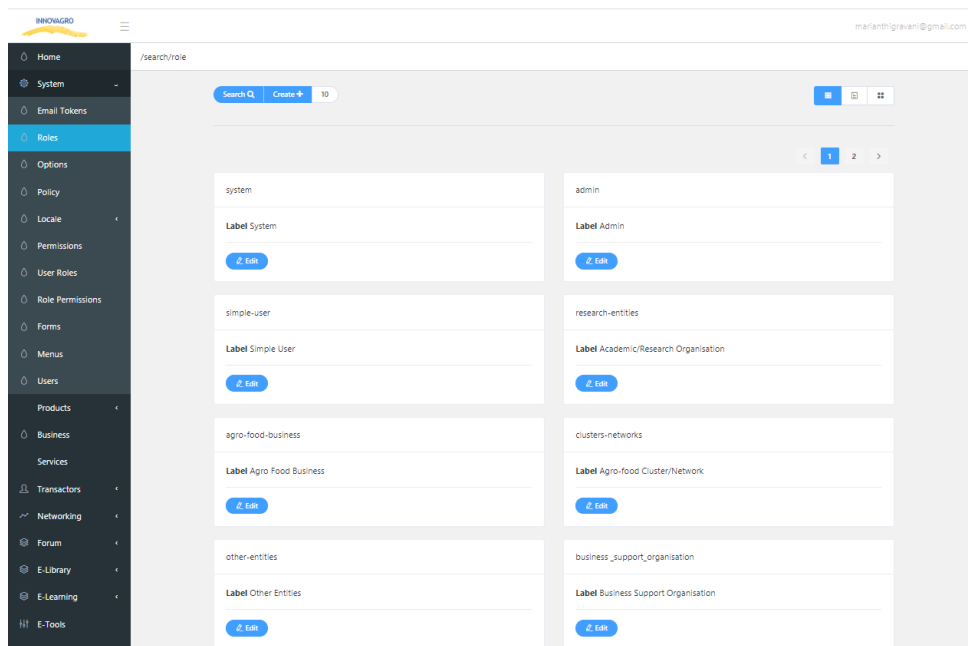 INNOVAGRO
marianthigravani@gmail.com
Home
/search/role
System
Email Tokens
Roles
Options
Policy
Locale
Permissions
User Roles
Role Permissions
Forms
Menus
Users
Products
Business
Services
Transactors
Networking
Forum
E-Library
E-Learning
E-Tools
Search Create + 10
1 2
system
Label System
Edit
admin
Label Admin
Edit
simple-user
Label Simple User
Edit
research-entities
Label Academic/Research Organisation
Edit
agro-food-business
Label Agro Food Business
Edit
clusters-networks
Label Agro-food Cluster/Network
Edit
other-entities
Label Other Entities
Edit
business _support_organisation
Label Business Support Organisation
Edit